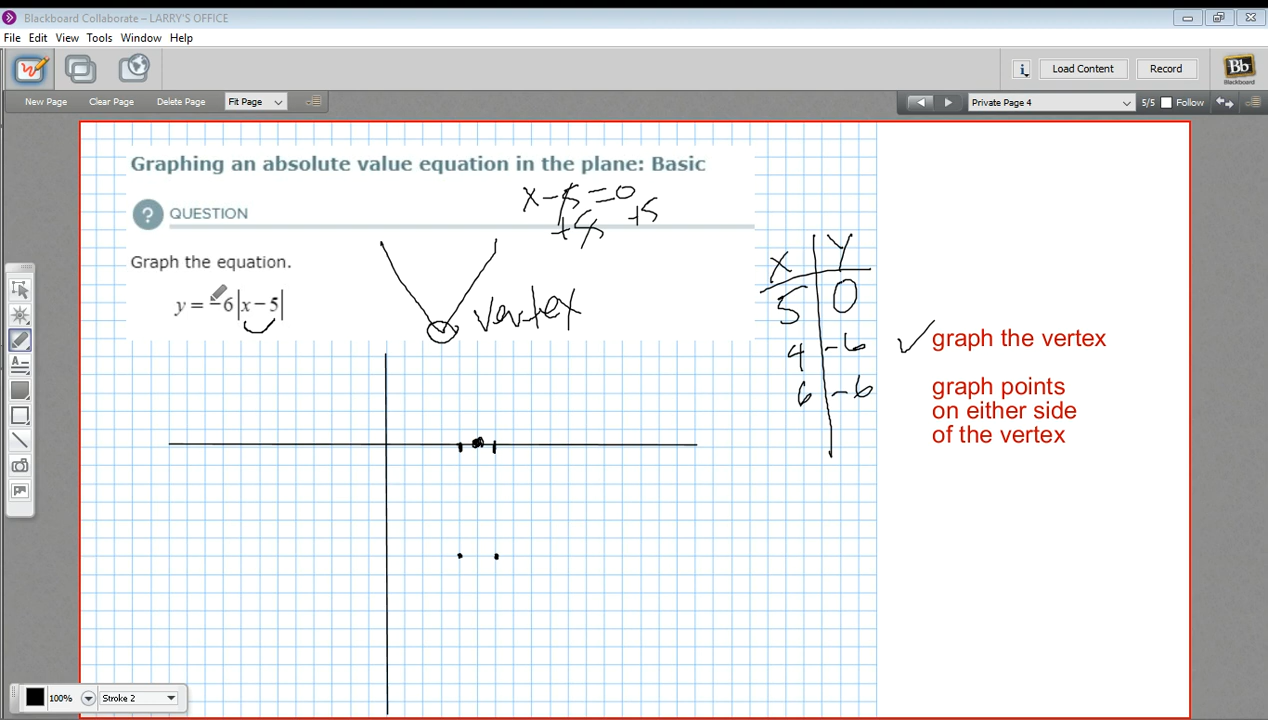 Blackboard Collaborate – LARRY'S OFFICE
File Edit View Tools Window Help
i Load Content Record Bb Blackboard
New Page Clear Page Delete Page Fit Page Private Page 4 5/5 Follow
Graphing an absolute value equation in the plane: Basic
x-5=0
+5 +5
? QUESTION
Graph the equation.
y = −6|x − 5|
vertex
x y
5 0
4 -6
6 -6
graph the vertex
graph points
on either side
of the vertex
100% Stroke 2